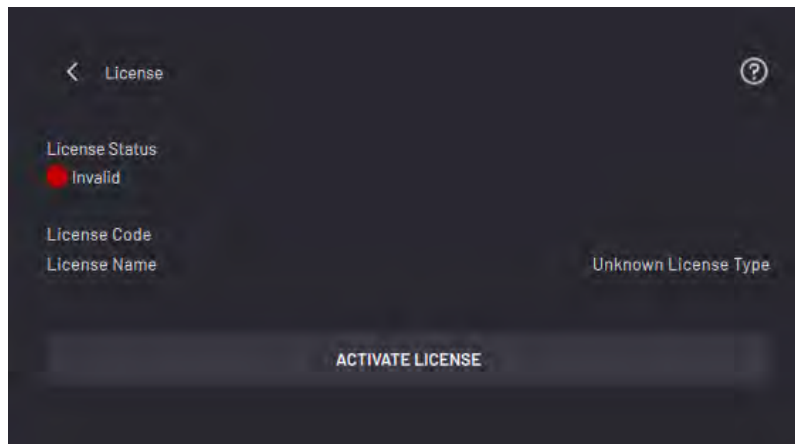 License
?
License Status
Invalid
License Code
License Name Unknown License Type
ACTIVATE LICENSE